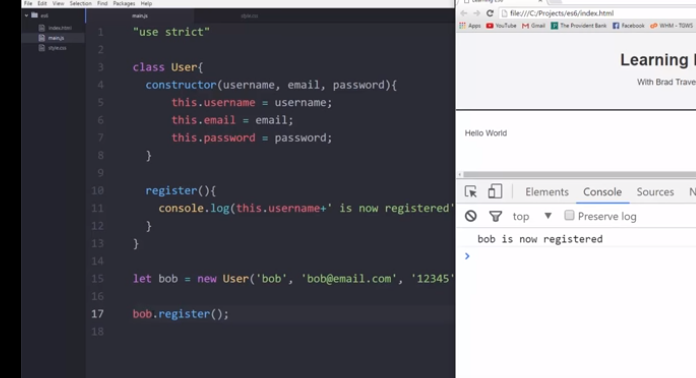 File Edit View Selection Find Packages Help
main.js
style.css
es6
index.html
main.js
style.css
1 "use strict"
2
3 class User{
4 constructor(username, email, password){
5 this.username = username;
6 this.email = email;
7 this.password = password;
8 }
9
10 register(){
11 console.log(this.username+' is now registered'
12 }
13 }
14
15 let bob = new User('bob', 'bob@email.com', '12345'
16
17 bob.register();
18
file:///C:/Projects/es6/index.html
Apps YouTube Gmail The Provident Bank Facebook WHM - TGWS
Learning
With Brad Trave
Hello World
Elements Console Sources N
top Preserve log
bob is now registered